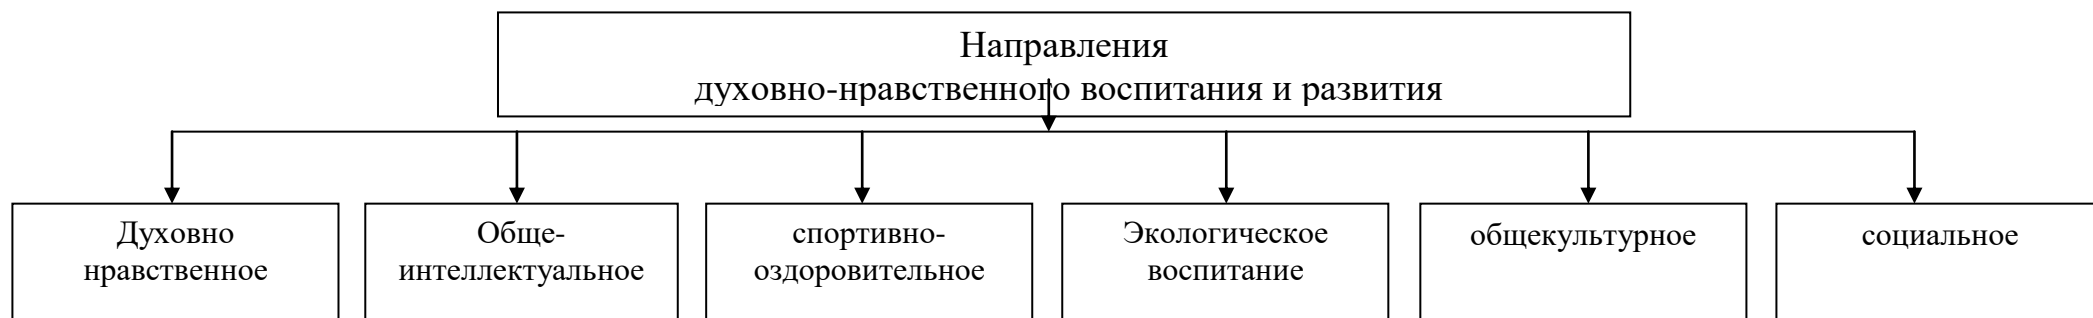 Направления
духовно-нравственного воспитания и развития
Духовно
нравственное
Обще-
интеллектуальное
спортивно-
оздоровительное
Экологическое
воспитание
общекультурное
социальное